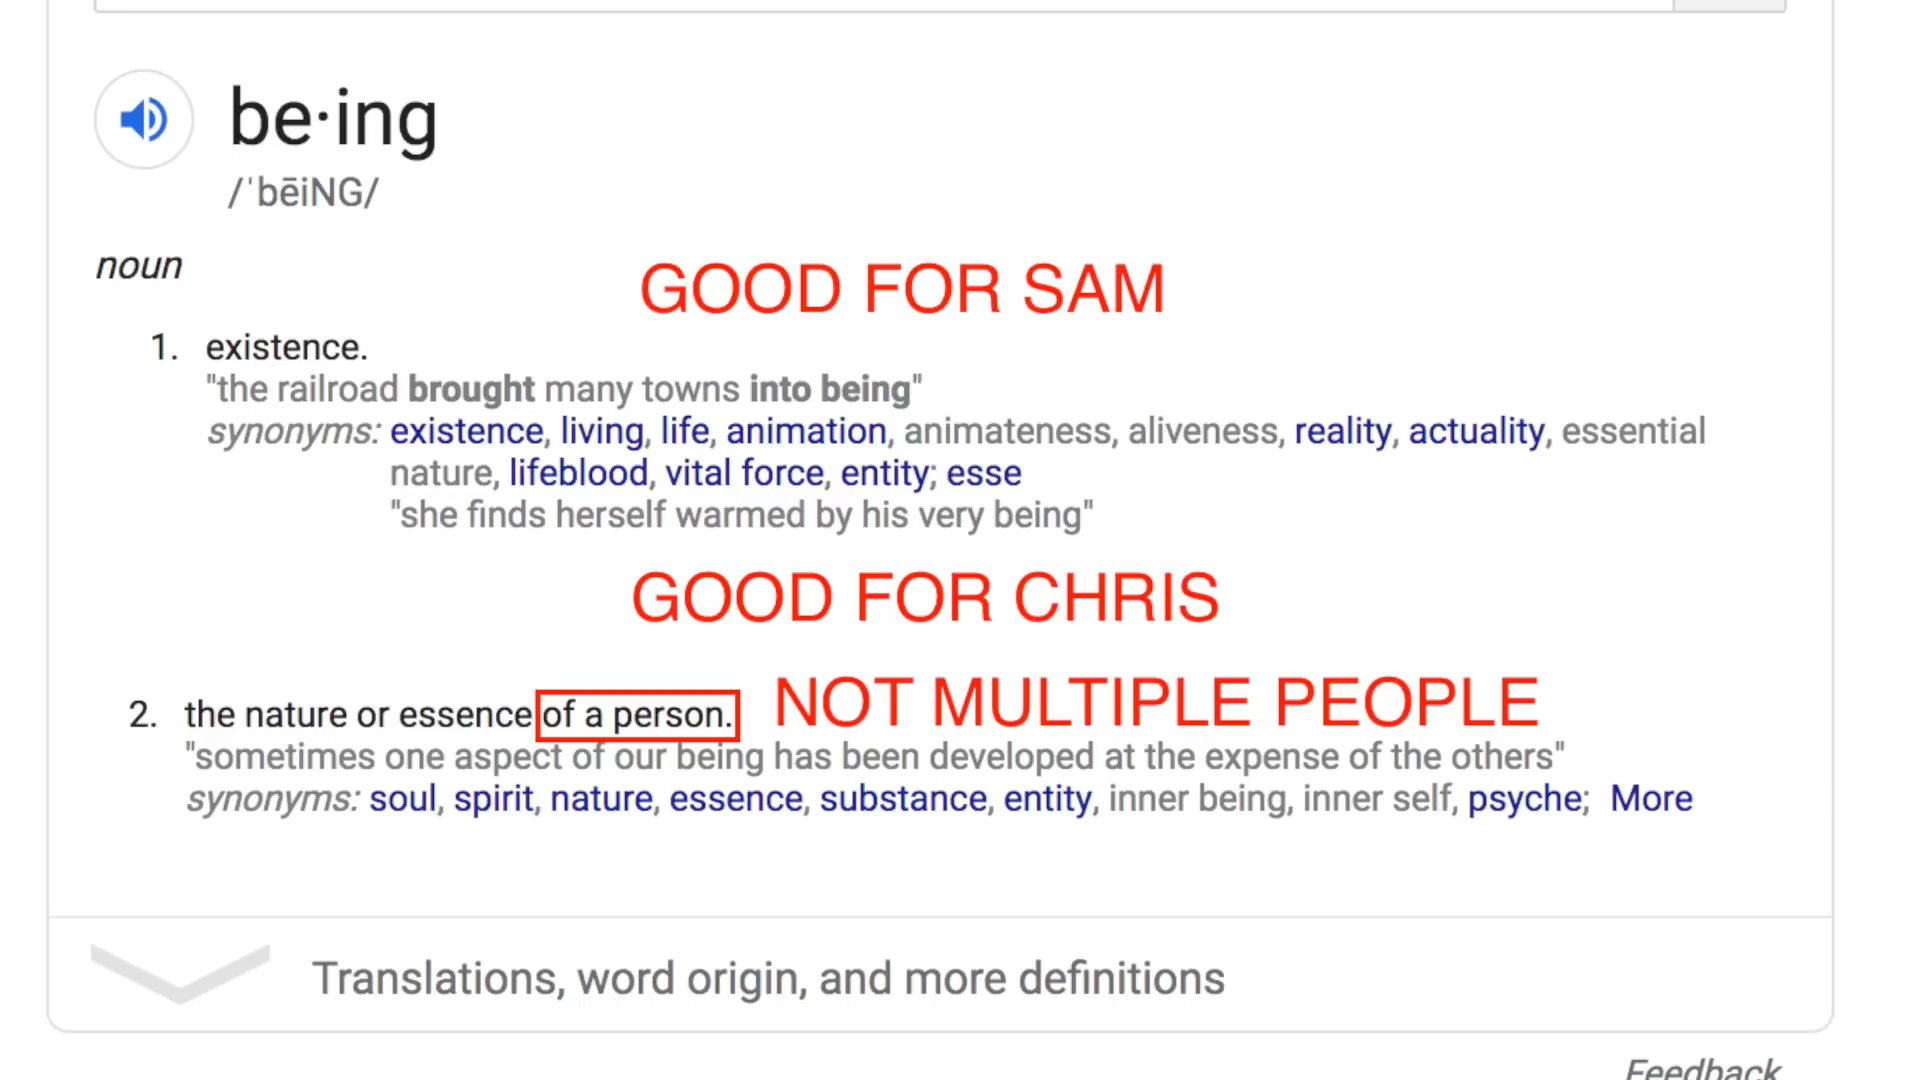 be·ing
/ˈbēiNG/
noun
GOOD FOR SAM
1. existence.
"the railroad brought many towns into being"
synonyms: existence, living, life, animation, animateness, aliveness, reality, actuality, essential
nature, lifeblood, vital force, entity; esse
"she finds herself warmed by his very being"
GOOD FOR CHRIS
2. the nature or essence of a person. NOT MULTIPLE PEOPLE
"sometimes one aspect of our being has been developed at the expense of the others"
synonyms: soul, spirit, nature, essence, substance, entity, inner being, inner self, psyche; More
Translations, word origin, and more definitions
Feedback